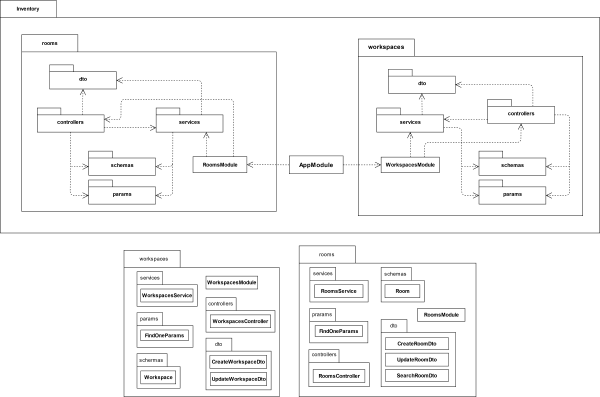 Inventory
rooms
dto
controllers
services
schemas
params
RoomsModule
AppModule
workspaces
dto
services
controllers
WorkspacesModule
schemas
params
workspaces
services
WorkspacesService
WorkspacesModule
params
FindOneParams
controllers
WorkspacesController
schemas
Workspace
dto
CreateWorkspaceDto
UpdateWorkspaceDto
rooms
services
RoomsService
schemas
Room
prarams
FindOneParams
RoomsModule
controllers
RoomsController
dto
CreateRoomDto
UpdateRoomDto
SearchRoomDto